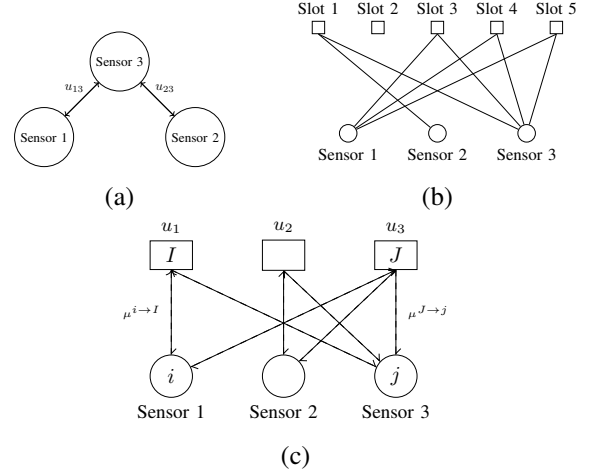 Sensor 3
u13 u23
Sensor 1 Sensor 2
(a)
Slot 1 Slot 2 Slot 3 Slot 4 Slot 5
Sensor 1 Sensor 2 Sensor 3
(b)
u1 u2 u3
I J
μi→I μJ→j
i j
Sensor 1 Sensor 2 Sensor 3
(c)